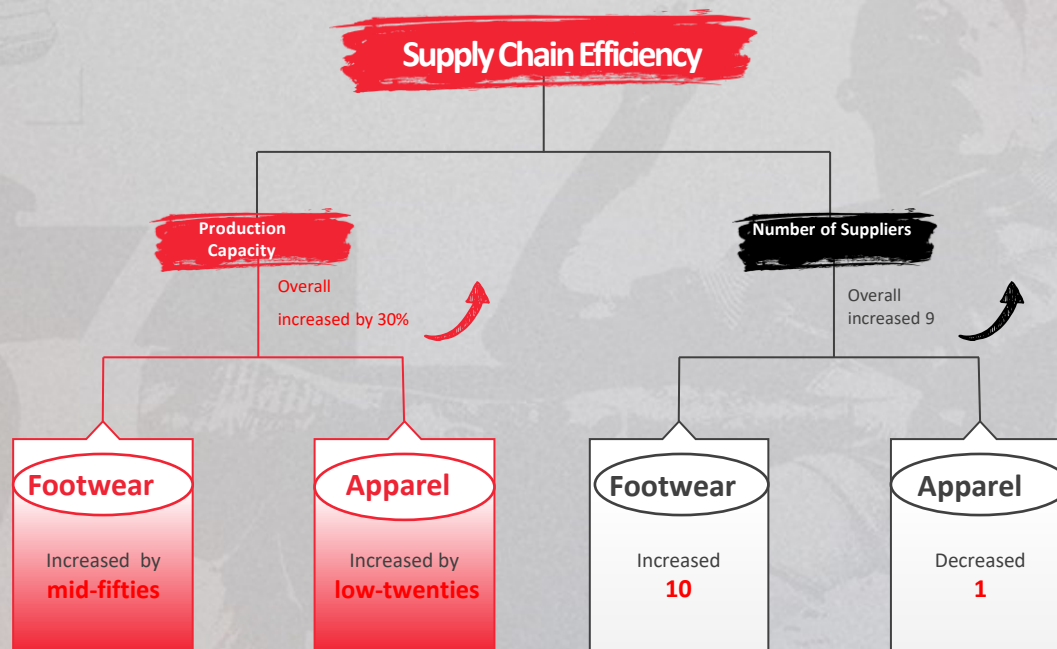 Supply Chain Efficiency
Production
Capacity
Overall
increased by 30%
Number of Suppliers
Overall
increased 9
Footwear
Increased by
mid-fifties
Apparel
Increased by
low-twenties
Footwear
Increased
10
Apparel
Decreased
1